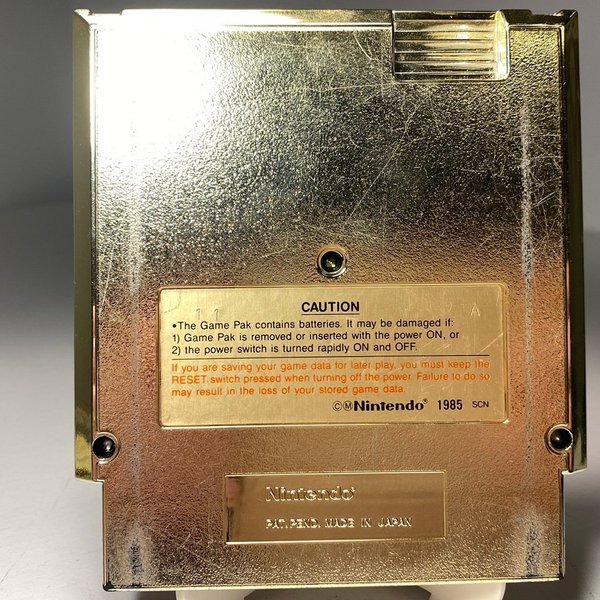 11
A
CAUTION
•The Game Pak contains batteries. It may be damaged if:
1) Game Pak is removed or inserted with the power ON, or
2) the power switch is turned rapidly ON and OFF.
If you are saving your game data for later play, you must keep the
RESET switch pressed when turning off the power. Failure to do so
may result in the loss of your stored game data.
©ⓂNintendo® 1985 SCN
Nintendo®
PAT. PEND. MADE IN JAPAN